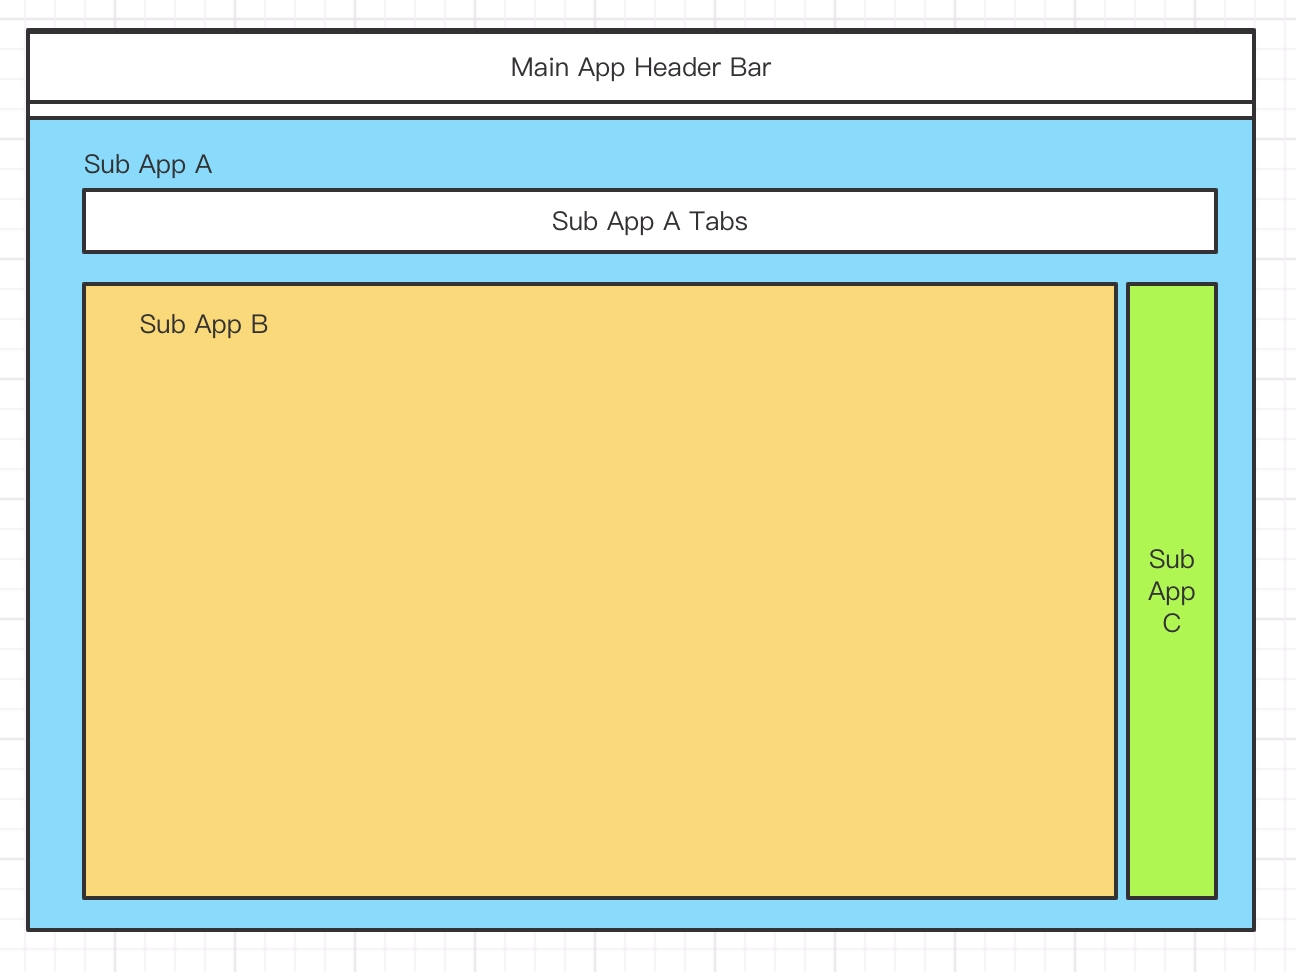 Main App Header Bar
Sub App A
Sub App A Tabs
Sub App B
Sub
App
C